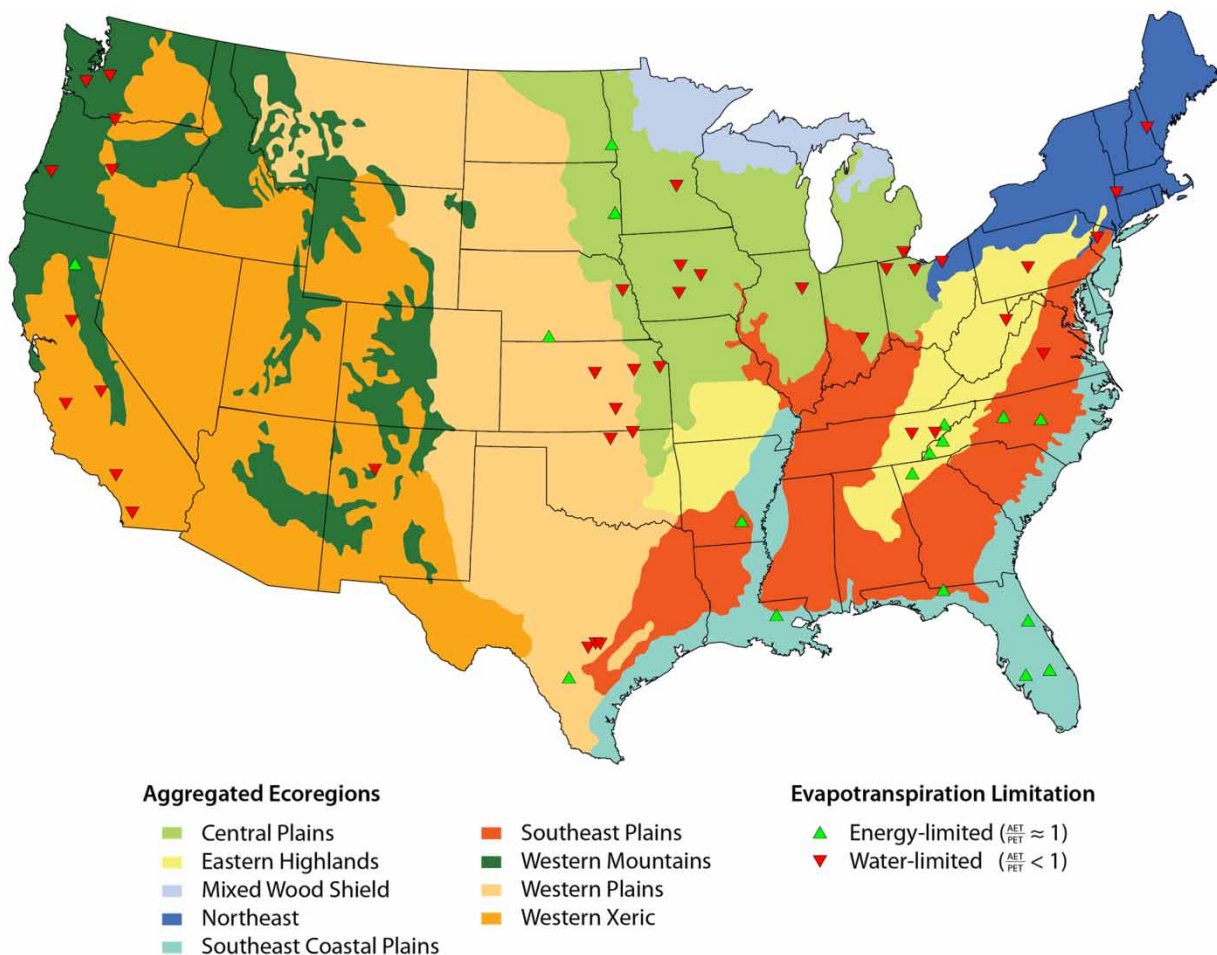 Aggregated Ecoregions
Central Plains
Eastern Highlands
Mixed Wood Shield
Northeast
Southeast Coastal Plains
Southeast Plains
Western Mountains
Western Plains
Western Xeric
Evapotranspiration Limitation
Energy-limited (AET/PET ≈ 1)
Water-limited (AET/PET < 1)